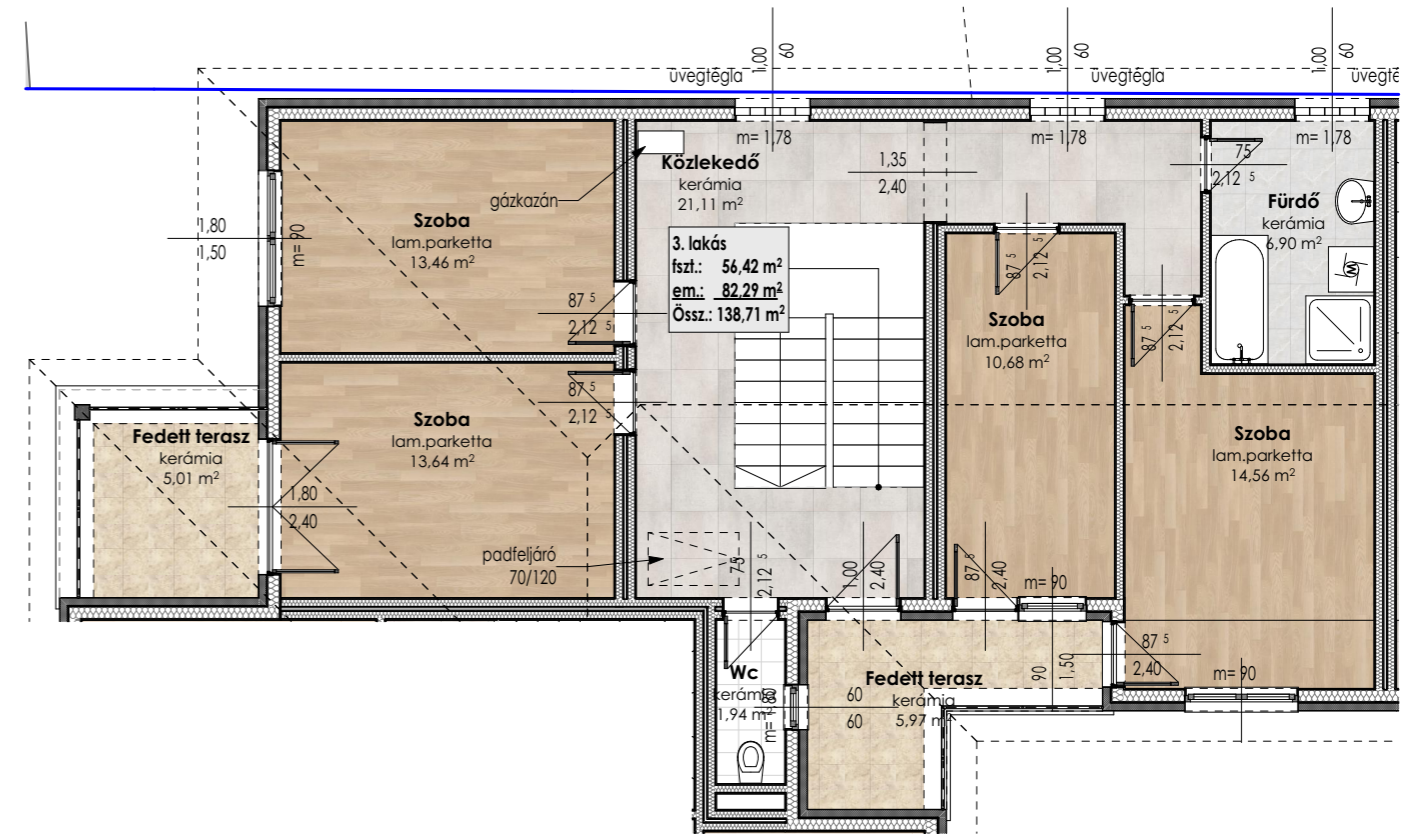 1,00
60
1,00
60
1,00
60
üvegtégla
üvegtégla
üvegté
m= 1,78
m= 1,78
m= 1,78
Közlekedő
kerámia
21,11 m²
1,35
2,40
75
2,12 5
Fürdő
kerámia
6,90 m²
gázkazán
Szoba
lam.parketta
13,46 m²
1,80
1,50
m= 90
3. lakás
fszt.: 56,42 m²
em.: 82,29 m²
Össz.: 138,71 m²
87 5
2,12 5
87 5
2,12 5
Szoba
lam.parketta
10,68 m²
87 5
2,12 5
87 5
2,12 5
Szoba
lam.parketta
13,64 m²
Fedett terasz
kerámia
5,01 m²
1,80
2,40
Szoba
lam.parketta
14,56 m²
padfeljáró
70/120
75
2,12 5
1,00
2,40
87 5
2,40
m= 90
87 5
2,40
m= 90
90
1,50
Wc
kerámia
1,94 m²
m= 180
60
60
Fedett terasz
kerámia
5,97 m²
W